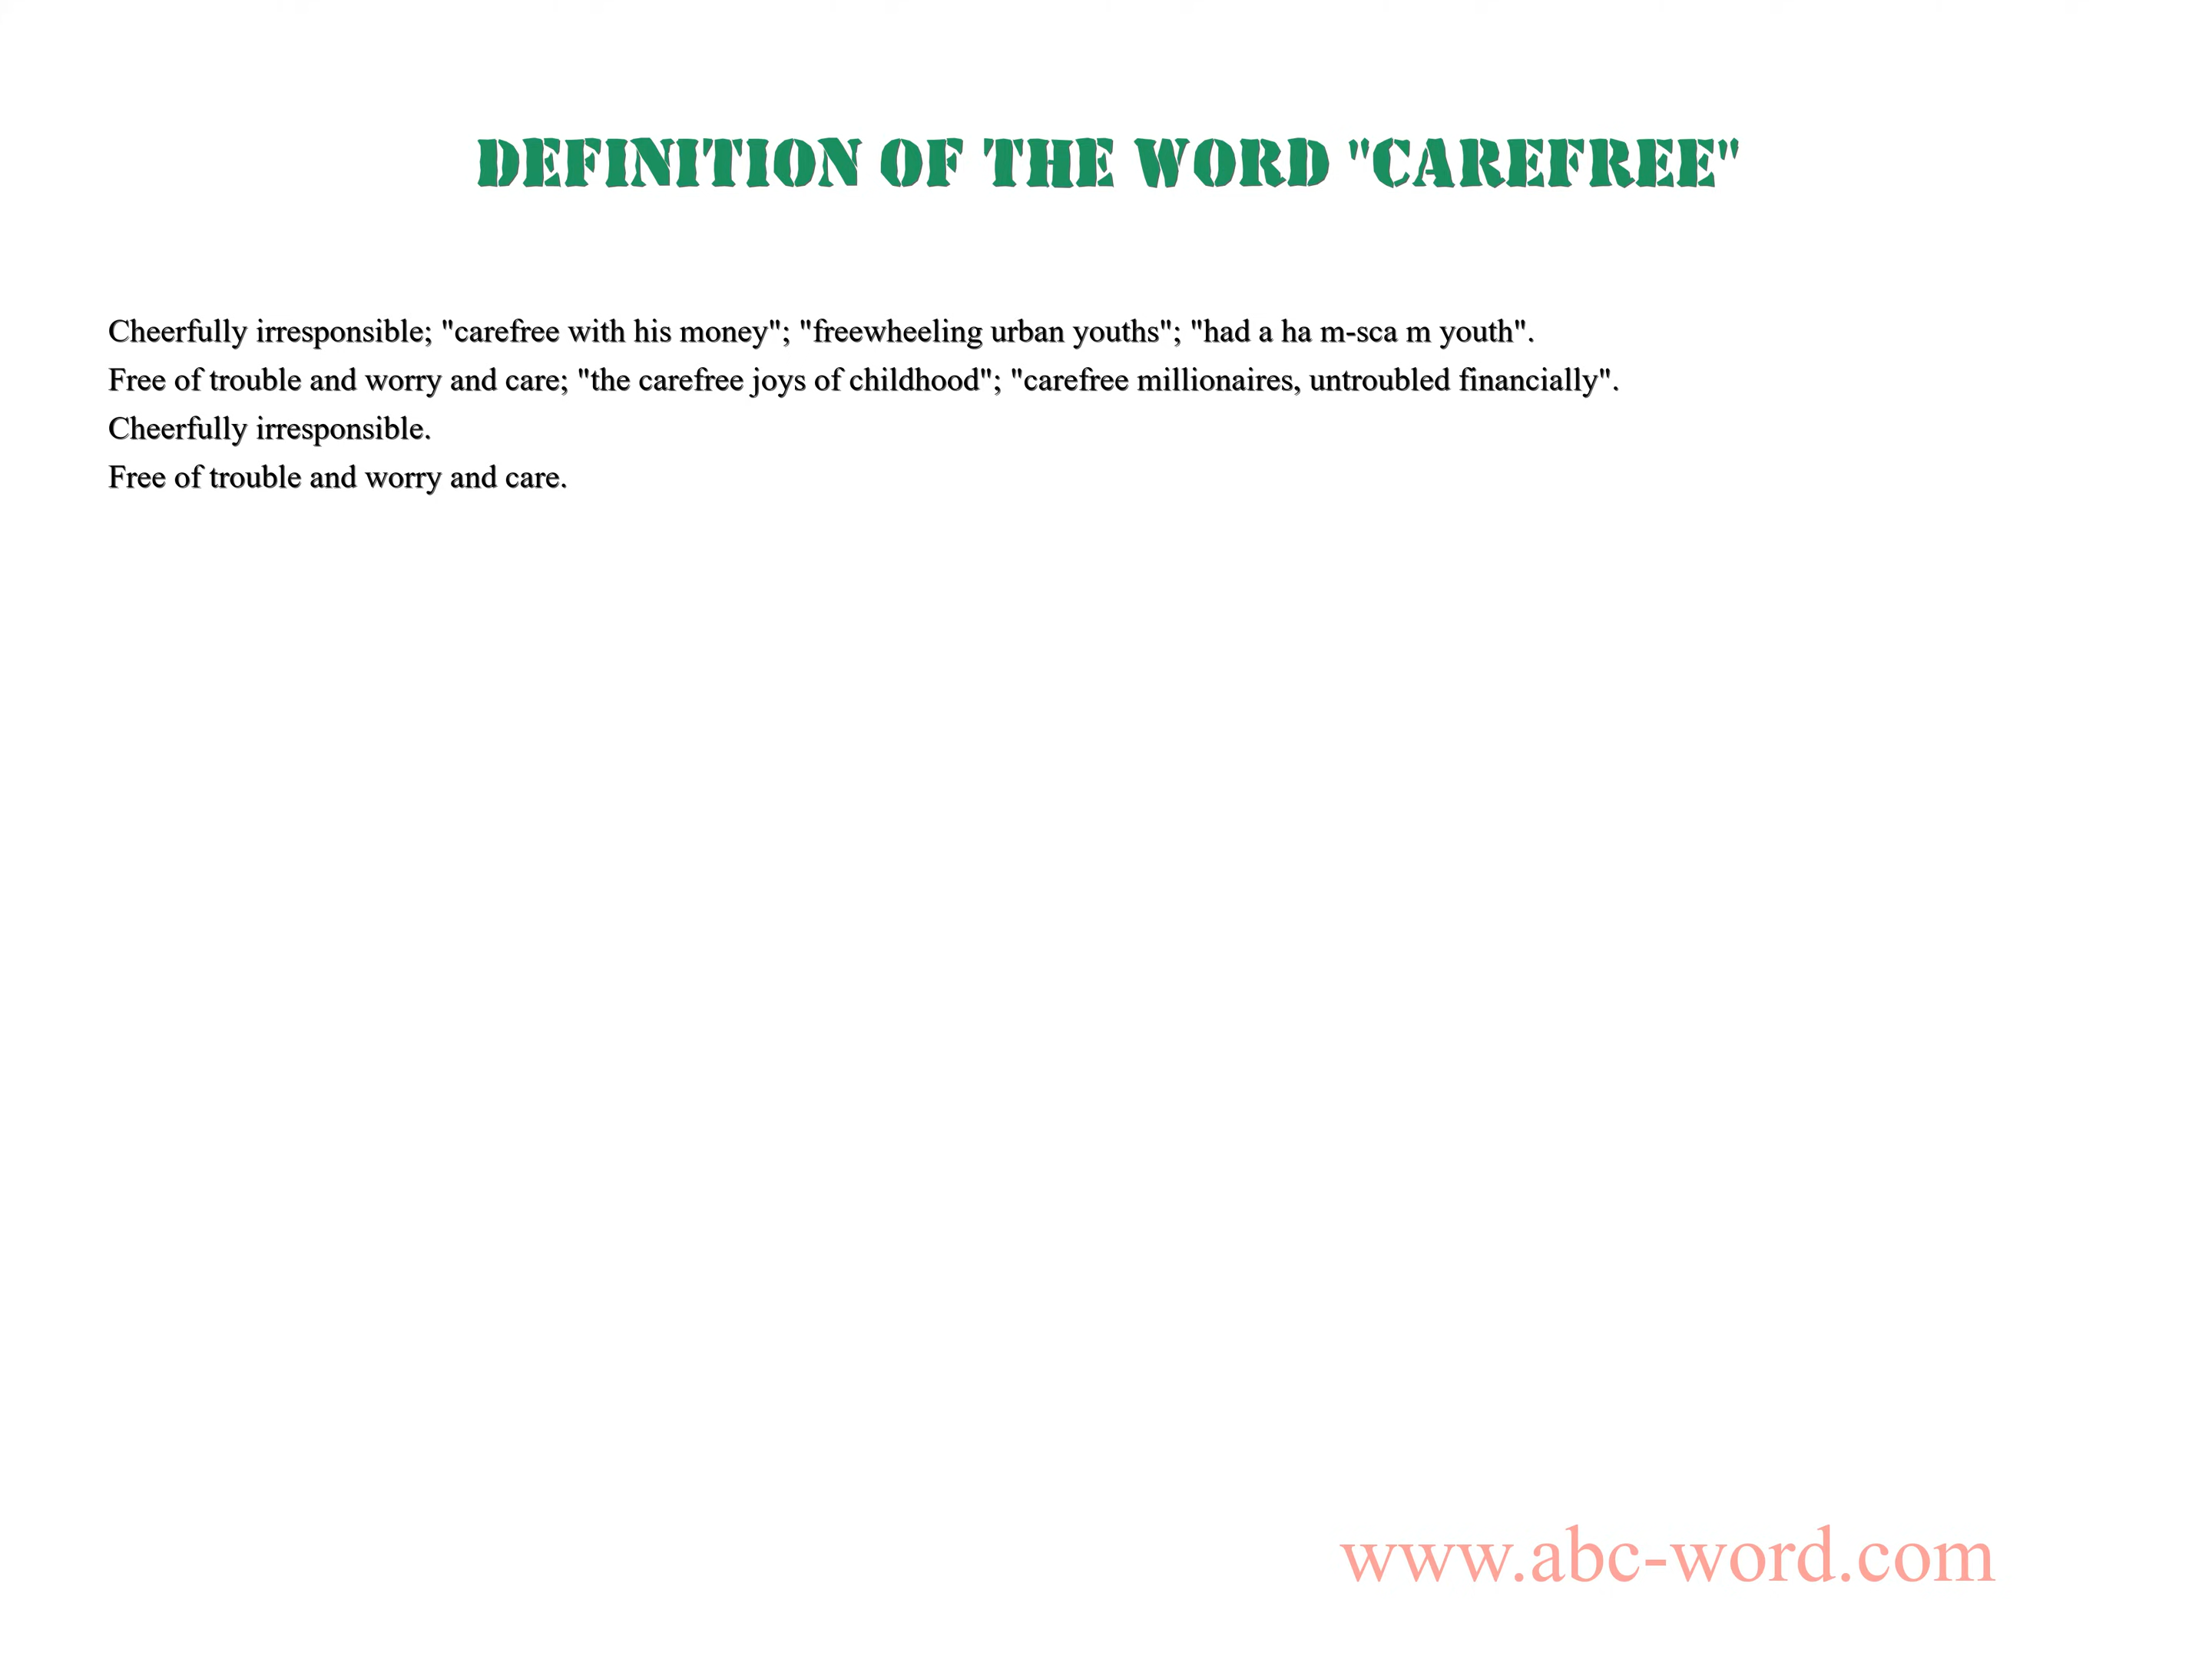 DEFINITION OF THE WORD "CAREFREE"
Cheerfully irresponsible; "carefree with his money"; "freewheeling urban youths"; "had a ha m-sca m youth".
Free of trouble and worry and care; "the carefree joys of childhood"; "carefree millionaires, untroubled financially".
Cheerfully irresponsible.
Free of trouble and worry and care.
www.abc-word.com